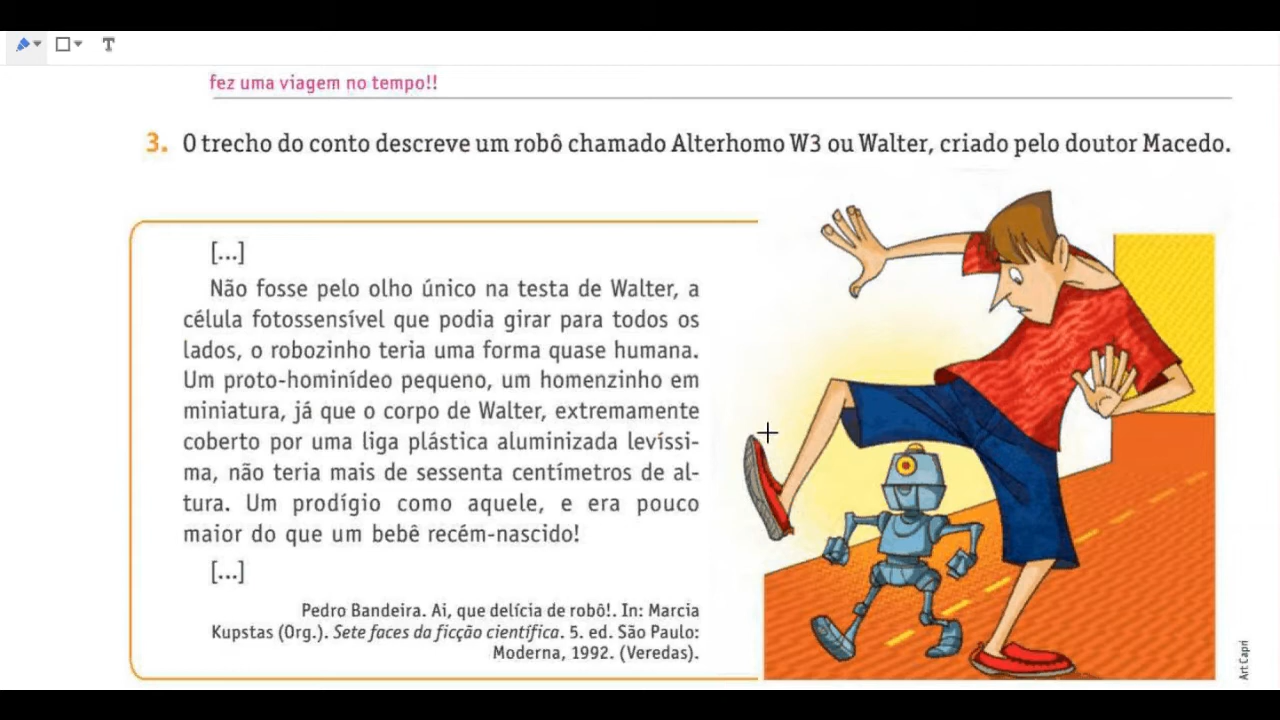 T
fez uma viagem no tempo!!
3. O trecho do conto descreve um robô chamado Alterhomo W3 ou Walter, criado pelo doutor Macedo.
[...]
Não fosse pelo olho único na testa de Walter, a
célula fotossensível que podia girar para todos os
lados, o robozinho teria uma forma quase humana.
Um proto-hominídeo pequeno, um homenzinho em
miniatura, já que o corpo de Walter, extremamente
coberto por uma liga plástica aluminizada levíssi-
ma, não teria mais de sessenta centímetros de al-
tura. Um prodígio como aquele, e era pouco
maior do que um bebê recém-nascido!
[...]
Pedro Bandeira. Ai, que delícia de robô!. In: Marcia
Kupstas (Org.). Sete faces da ficção científica. 5. ed. São Paulo:
Moderna, 1992. (Veredas).
Art Capri